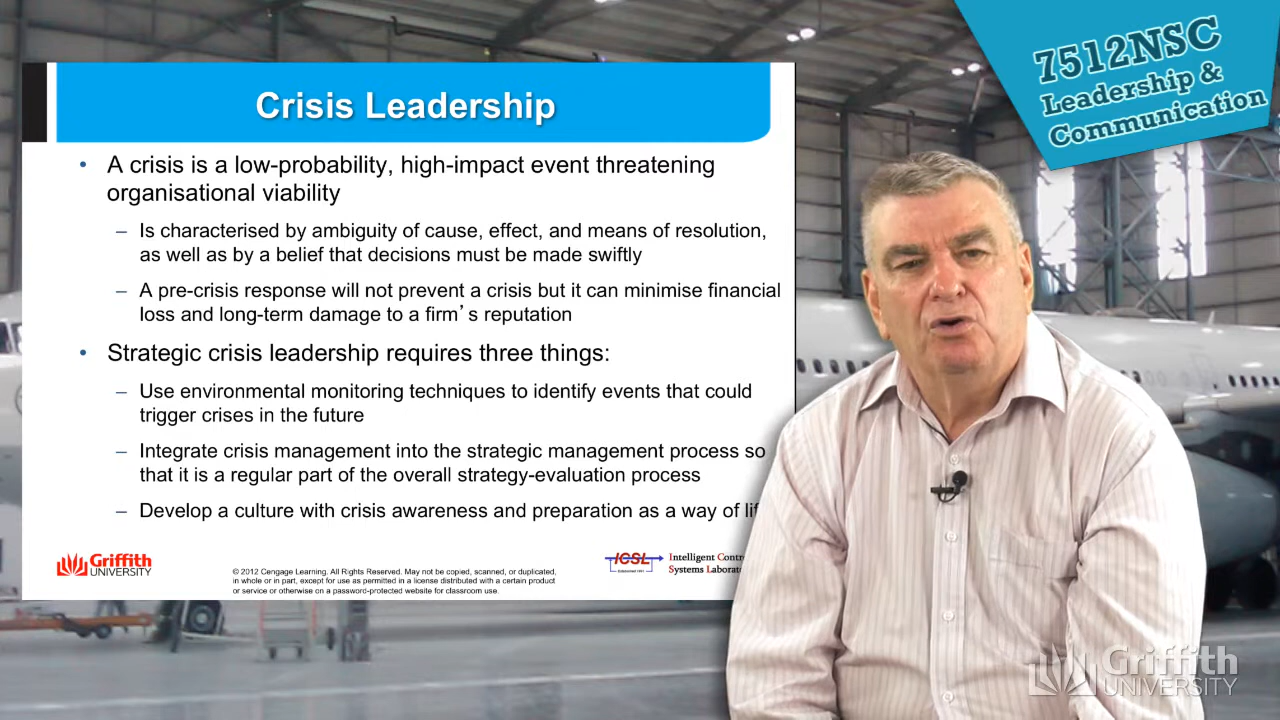 7512NSC
Leadership &
Communication
Crisis Leadership
• A crisis is a low-probability, high-impact event threatening
organisational viability
– Is characterised by ambiguity of cause, effect, and means of resolution,
as well as by a belief that decisions must be made swiftly
– A pre-crisis response will not prevent a crisis but it can minimise financial
loss and long-term damage to a firm's reputation
• Strategic crisis leadership requires three things:
– Use environmental monitoring techniques to identify events that could
trigger crises in the future
– Integrate crisis management into the strategic management process so
that it is a regular part of the overall strategy-evaluation process
– Develop a culture with crisis awareness and preparation as a way of
Griffith
UNIVERSITY
© 2012 Cengage Learning. All Rights Reserved. May not be copied, scanned, or duplicated,
in whole or in part, except for use as permitted in a license distributed with a certain product
or service or otherwise on a password-protected website for classroom use.
ICSL
Intelligent
Systems
Griffith
UNIVERSITY